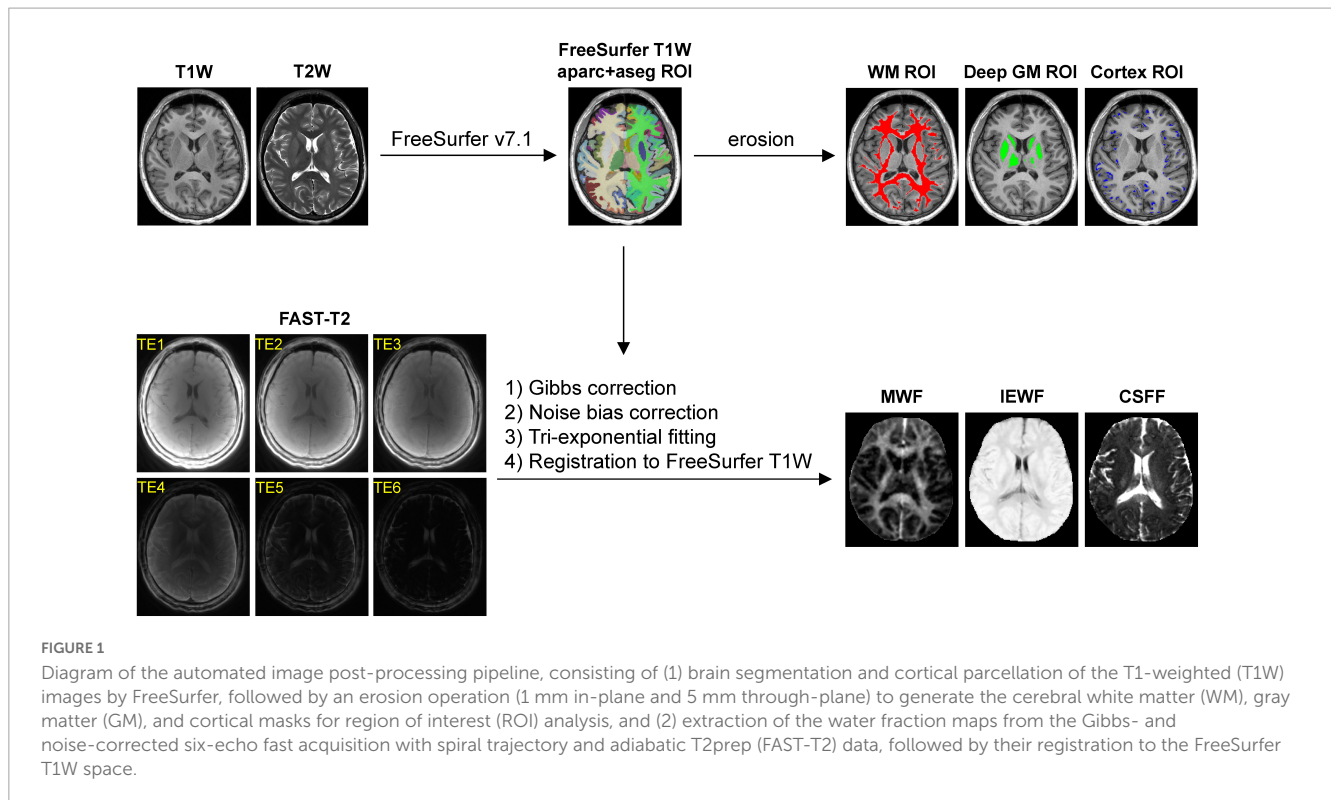 FreeSurfer T1W
aparc+aseg ROI
T1W
T2W
WM ROI
Deep GM ROI
Cortex ROI
FreeSurfer v7.1
erosion
FAST-T2
TE1
TE2
TE3
TE4
TE5
TE6
1) Gibbs correction
2) Noise bias correction
3) Tri-exponential fitting
4) Registration to FreeSurfer T1W
MWF
IEWF
CSFF
FIGURE 1
Diagram of the automated image post-processing pipeline, consisting of (1) brain segmentation and cortical parcellation of the T1-weighted (T1W)
images by FreeSurfer, followed by an erosion operation (1 mm in-plane and 5 mm through-plane) to generate the cerebral white matter (WM), gray
matter (GM), and cortical masks for region of interest (ROI) analysis, and (2) extraction of the water fraction maps from the Gibbs- and
noise-corrected six-echo fast acquisition with spiral trajectory and adiabatic T2prep (FAST-T2) data, followed by their registration to the FreeSurfer
T1W space.